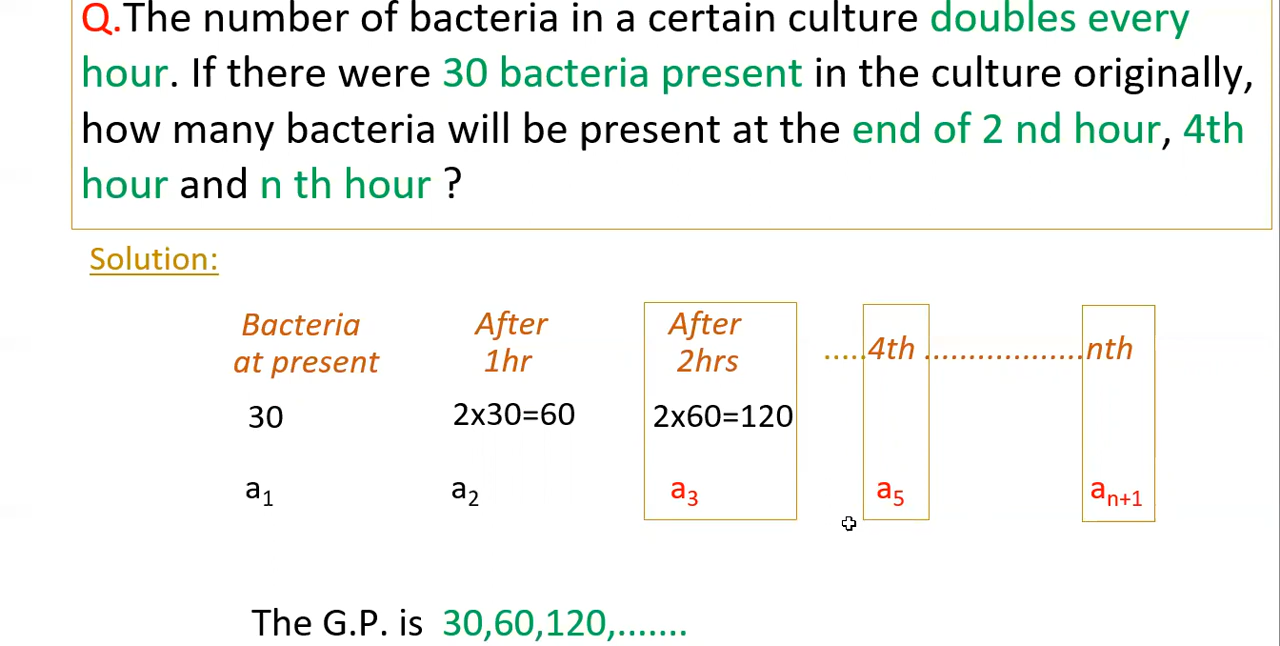 Q.The number of bacteria in a certain culture doubles every
hour. If there were 30 bacteria present in the culture originally,
how many bacteria will be present at the end of 2 nd hour, 4th
hour and n th hour ?
Solution:
Bacteria at present
After 1hr
After 2hrs
.....4th...................nth
30
2x30=60
2x60=120
a₁
a₂
a₃
a₅
aₙ₊₁
The G.P. is 30,60,120,.......